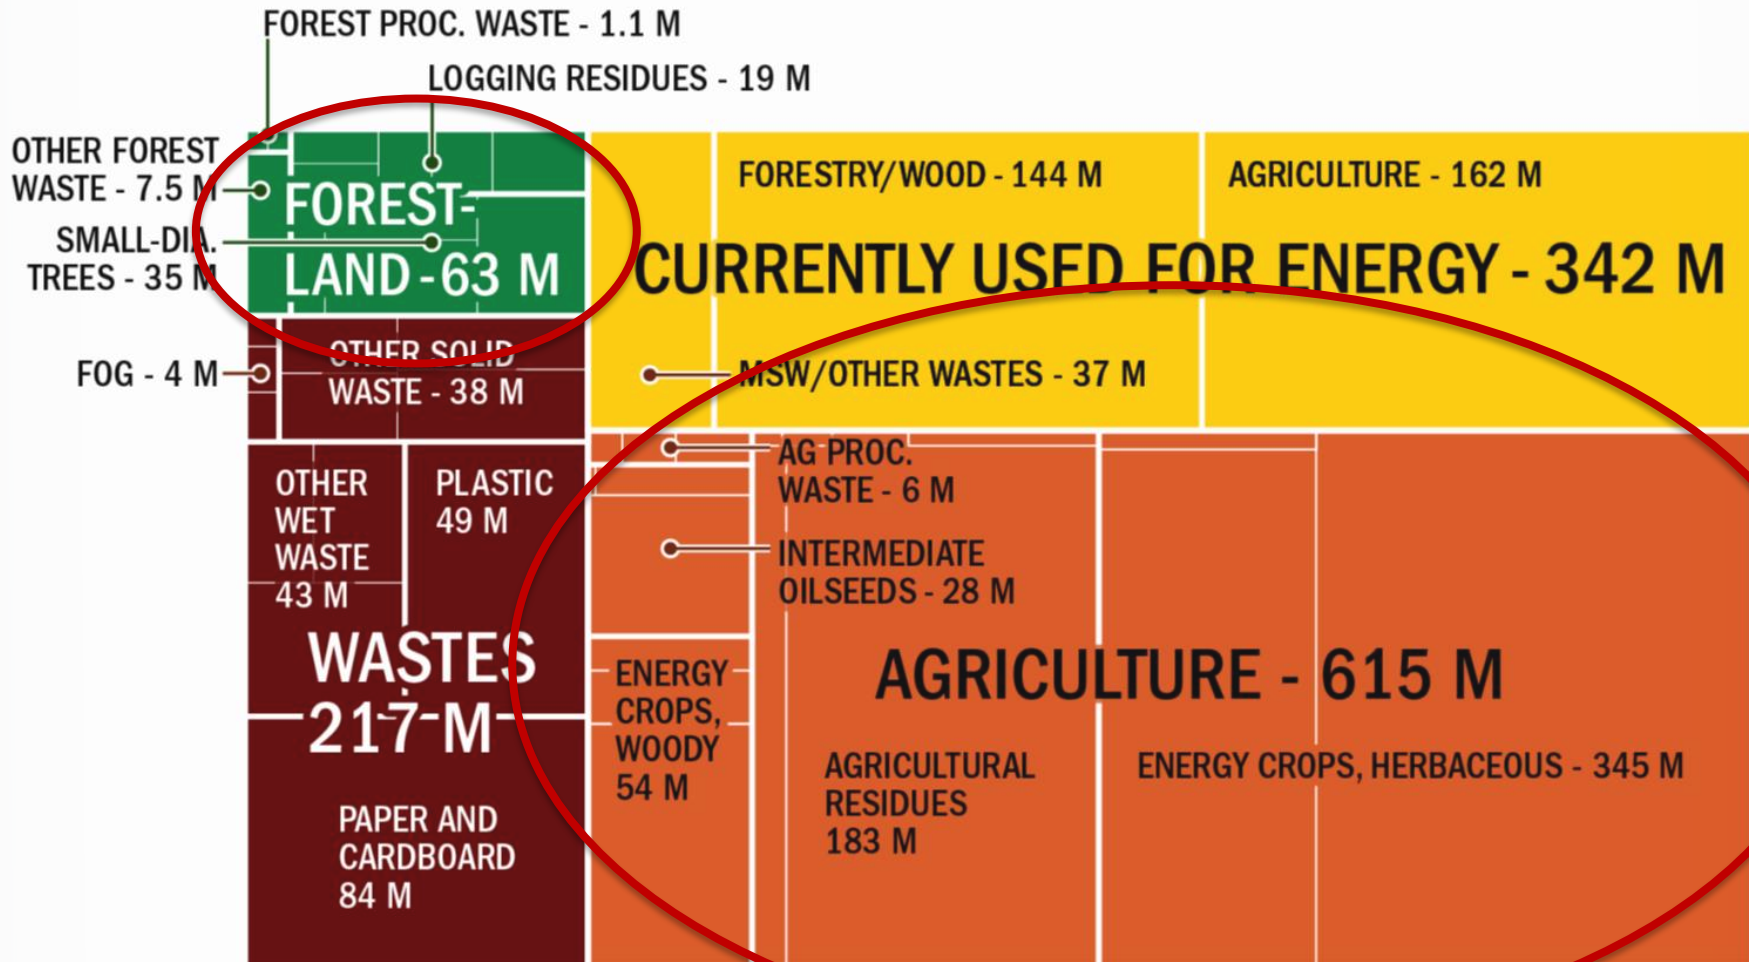 FOREST PROC. WASTE - 1.1 M
LOGGING RESIDUES - 19 M
OTHER FOREST
WASTE - 7.5 M
SMALL-DIA.
TREES - 35 M
FOREST-
LAND - 63 M
FOG - 4 M
OTHER SOLID
WASTE - 38 M
OTHER
WET
WASTE
43 M
PLASTIC
49 M
WASTES
217 M
PAPER AND
CARDBOARD
84 M
FORESTRY/WOOD - 144 M
AGRICULTURE - 162 M
CURRENTLY USED FOR ENERGY - 342 M
MSW/OTHER WASTES - 37 M
AG PROC.
WASTE - 6 M
INTERMEDIATE
OILSEEDS - 28 M
ENERGY
CROPS,
WOODY
54 M
AGRICULTURE - 615 M
AGRICULTURAL
RESIDUES
183 M
ENERGY CROPS, HERBACEOUS - 345 M